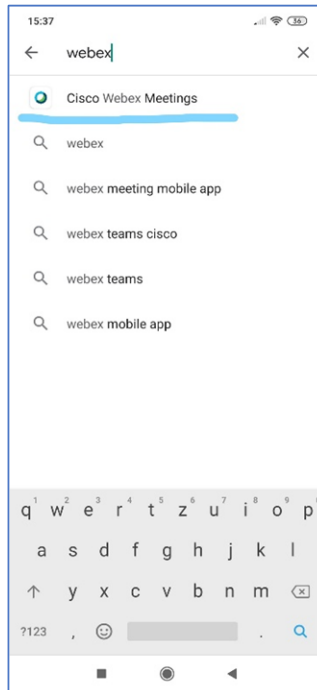 15:37 36
webex
Cisco Webex Meetings
webex
webex meeting mobile app
webex teams cisco
webex teams
webex mobile app
1 2 3 4 5 6 7 8 9 0
q w e r t z u i o p
a s d f g h j k l
y x c v b n m
?123 , .